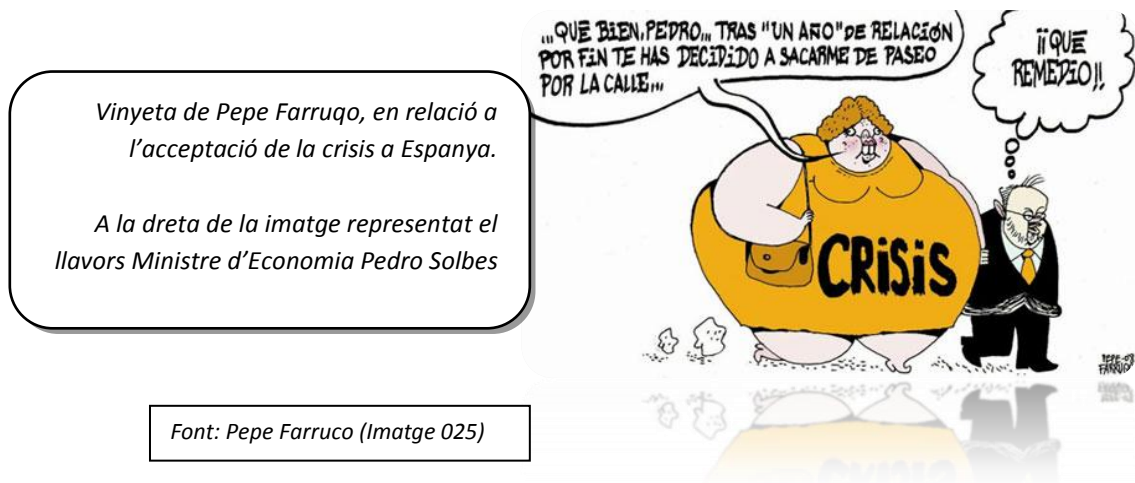 Vinyeta de Pepe Farruqo, en relació a
l'acceptació de la crisis a Espanya.
A la dreta de la imatge representat el
llavors Ministre d'Economia Pedro Solbes
Font: Pepe Farruco (Imatge 025)
...QUE BiEN, PEDRO... TRAS "UN AÑO" DE RELACiÓN
POR FiN TE HAS DECiDiDO A SACARME DE PASEO
POR LA CALLE...
¡¡QUE
REMEDiO!!
CRiSiS
PEPE-08